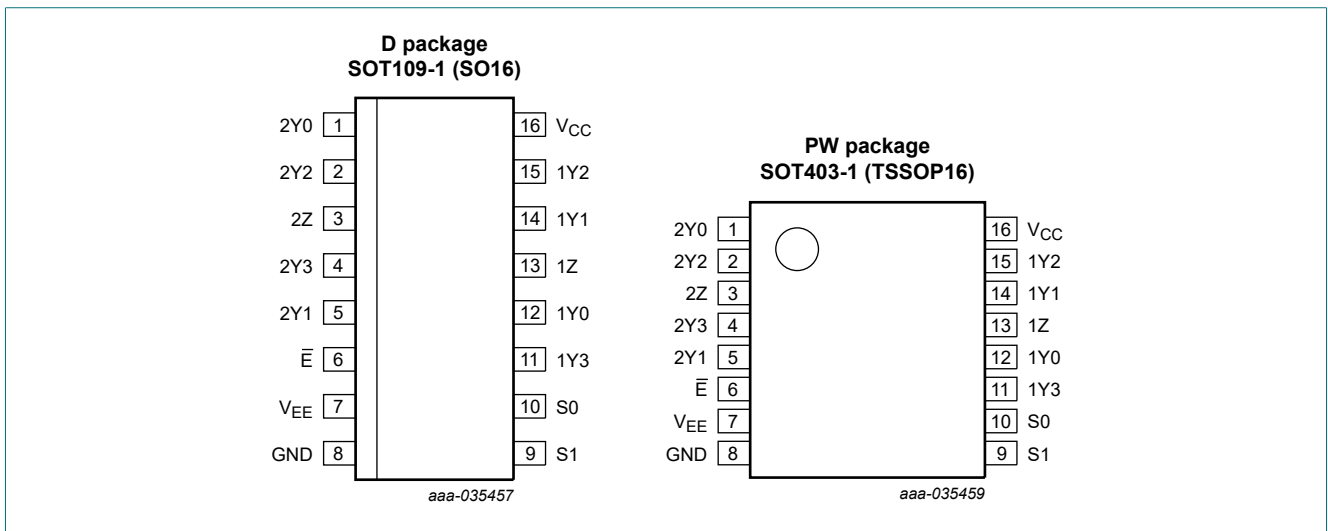 D package
SOT109-1 (SO16)
2Y0 1 16 VCC
2Y2 2 15 1Y2
2Z 3 14 1Y1
2Y3 4 13 1Z
2Y1 5 12 1Y0
E̅ 6 11 1Y3
VEE 7 10 S0
GND 8 9 S1
aaa-035457
PW package
SOT403-1 (TSSOP16)
2Y0 1 16 VCC
2Y2 2 15 1Y2
2Z 3 14 1Y1
2Y3 4 13 1Z
2Y1 5 12 1Y0
E̅ 6 11 1Y3
VEE 7 10 S0
GND 8 9 S1
aaa-035459